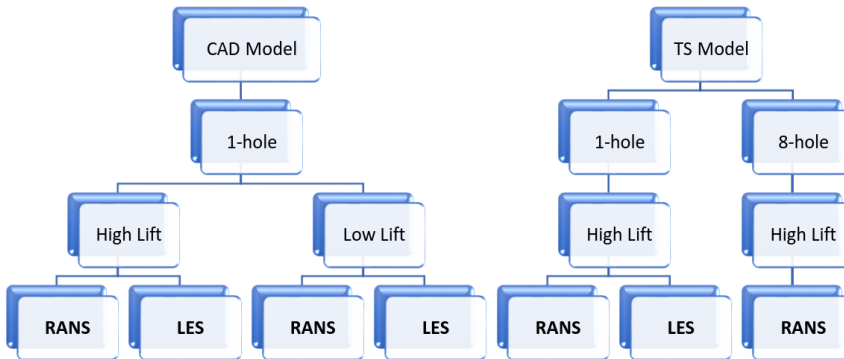 CAD Model
TS Model
1-hole
1-hole
8-hole
High Lift
Low Lift
High Lift
High Lift
RANS
LES
RANS
LES
RANS
LES
RANS